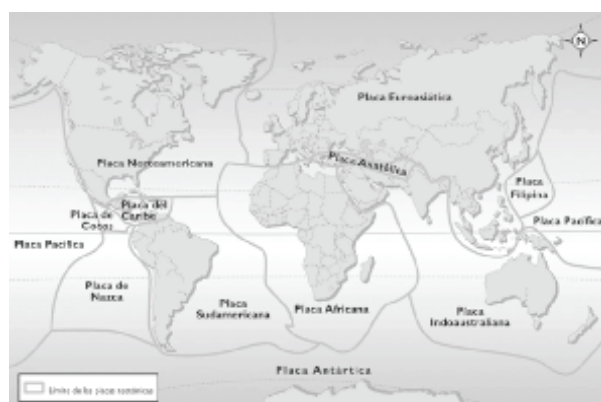 N
Placa Euroasiática
Placa Norteamericana
Placa Anatólica
Placa del
Caribe
Placa de
Cocos
Placa
Filipina
Placa Pacífica
Placa Pacífica
Placa de
Nazca
Placa
Sudamericana
Placa Africana
Placa
Indoaustraliana
Placa Antártica
Límite de las placas tectónicas